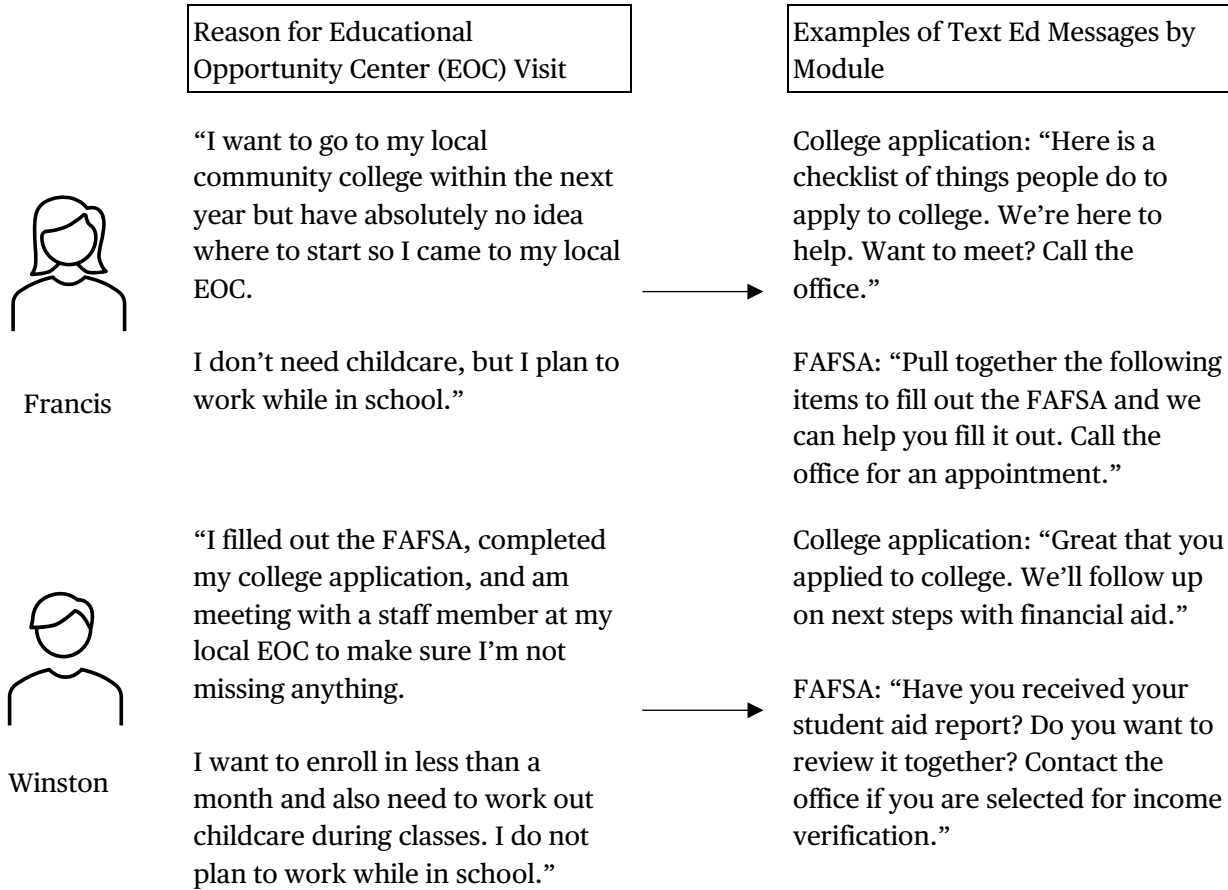 Reason for Educational
Opportunity Center (EOC) Visit
Examples of Text Ed Messages by
Module
Francis
“I want to go to my local
community college within the next
year but have absolutely no idea
where to start so I came to my local
EOC.
I don’t need childcare, but I plan to
work while in school.”
College application: “Here is a
checklist of things people do to
apply to college. We’re here to
help. Want to meet? Call the
office.”
FAFSA: “Pull together the following
items to fill out the FAFSA and we
can help you fill it out. Call the
office for an appointment.”
Winston
“I filled out the FAFSA, completed
my college application, and am
meeting with a staff member at my
local EOC to make sure I’m not
missing anything.
I want to enroll in less than a
month and also need to work out
childcare during classes. I do not
plan to work while in school.”
College application: “Great that you
applied to college. We’ll follow up
on next steps with financial aid.”
FAFSA: “Have you received your
student aid report? Do you want to
review it together? Contact the
office if you are selected for income
verification.”